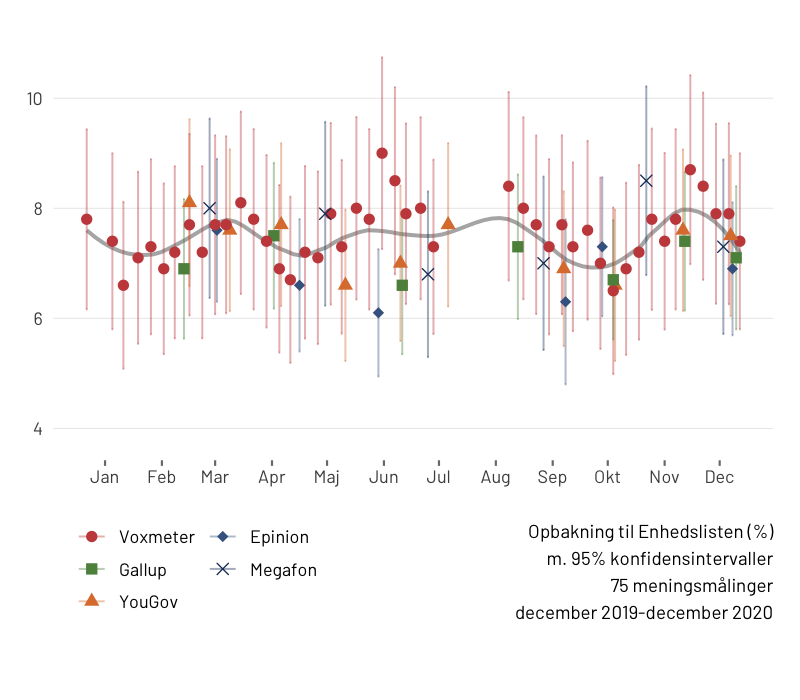 10
8
6
4
Jan Feb Mar Apr Maj Jun Jul Aug Sep Okt Nov Dec
Voxmeter Epinion
Gallup Megafon
YouGov
Opbakning til Enhedslisten (%)
m. 95% konfidensintervaller
75 meningsmålinger
december 2019-december 2020